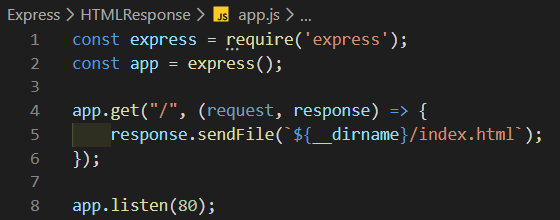 Express > HTMLResponse > JS app.js > ...
1 const express = require('express');
2 const app = express();
3
4 app.get("/", (request, response) => {
5     response.sendFile(`${__dirname}/index.html`);
6 });
7
8 app.listen(80);